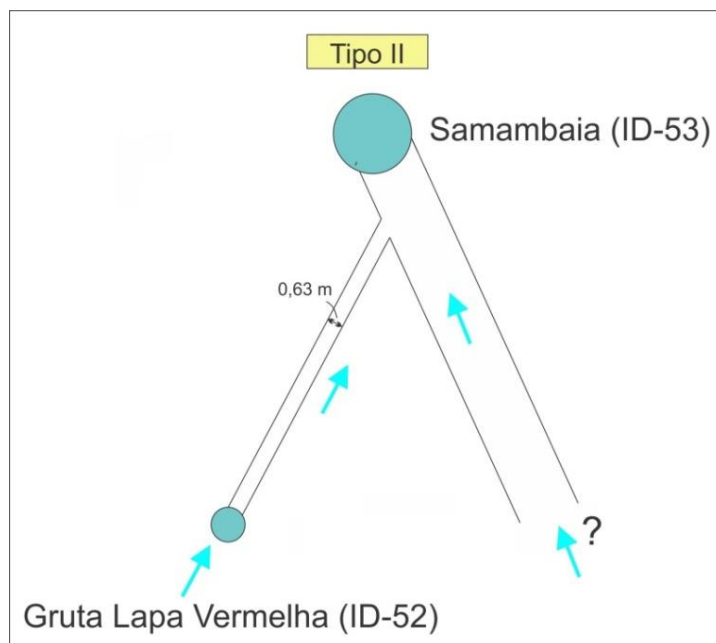 Tipo II
Samambaia (ID-53)
0,63 m
?
Gruta Lapa Vermelha (ID-52)